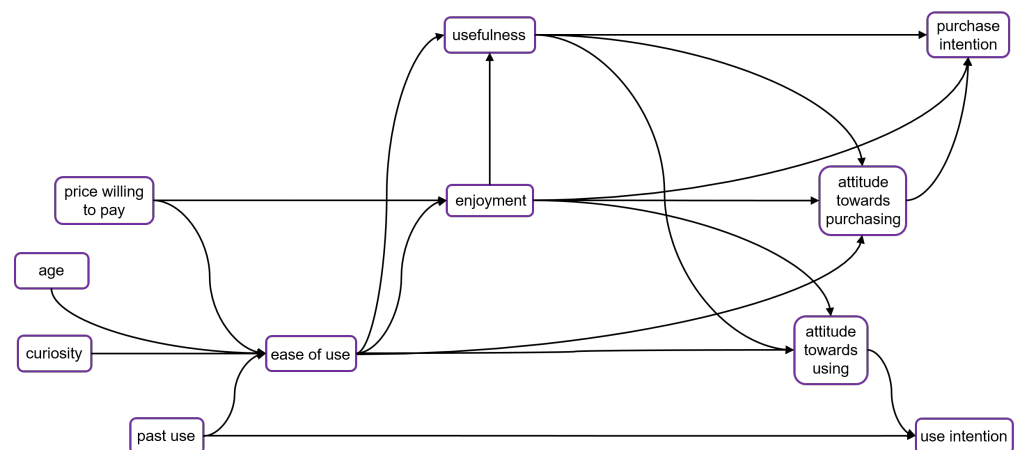 usefulness
purchase
intention
price willing
to pay
enjoyment
attitude
towards
purchasing
age
curiosity
ease of use
attitude
towards
using
past use
use intention